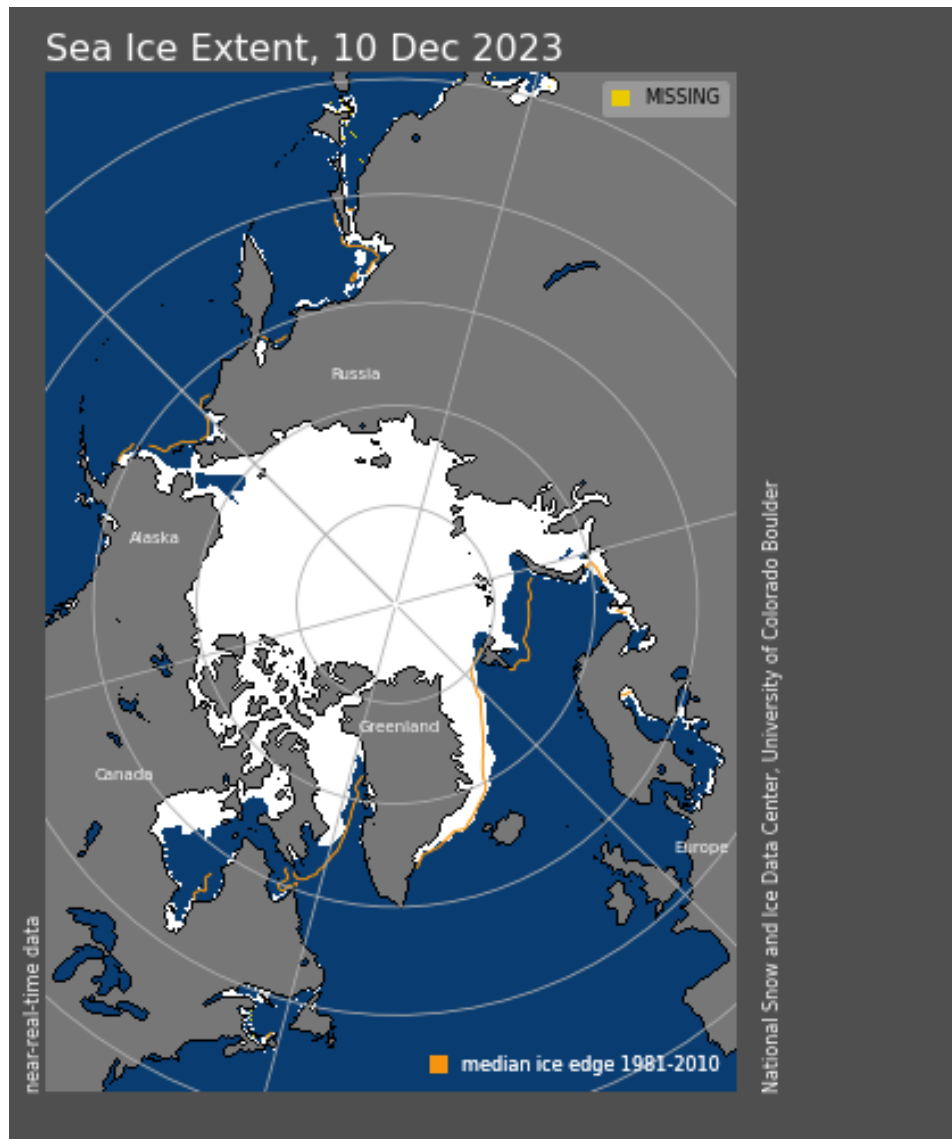 Sea Ice Extent, 10 Dec 2023
MISSING
Russia
Alaska
Greenland
Canada
Europe
near-real-time data
National Snow and Ice Data Center, University of Colorado Boulder
median ice edge 1981-2010